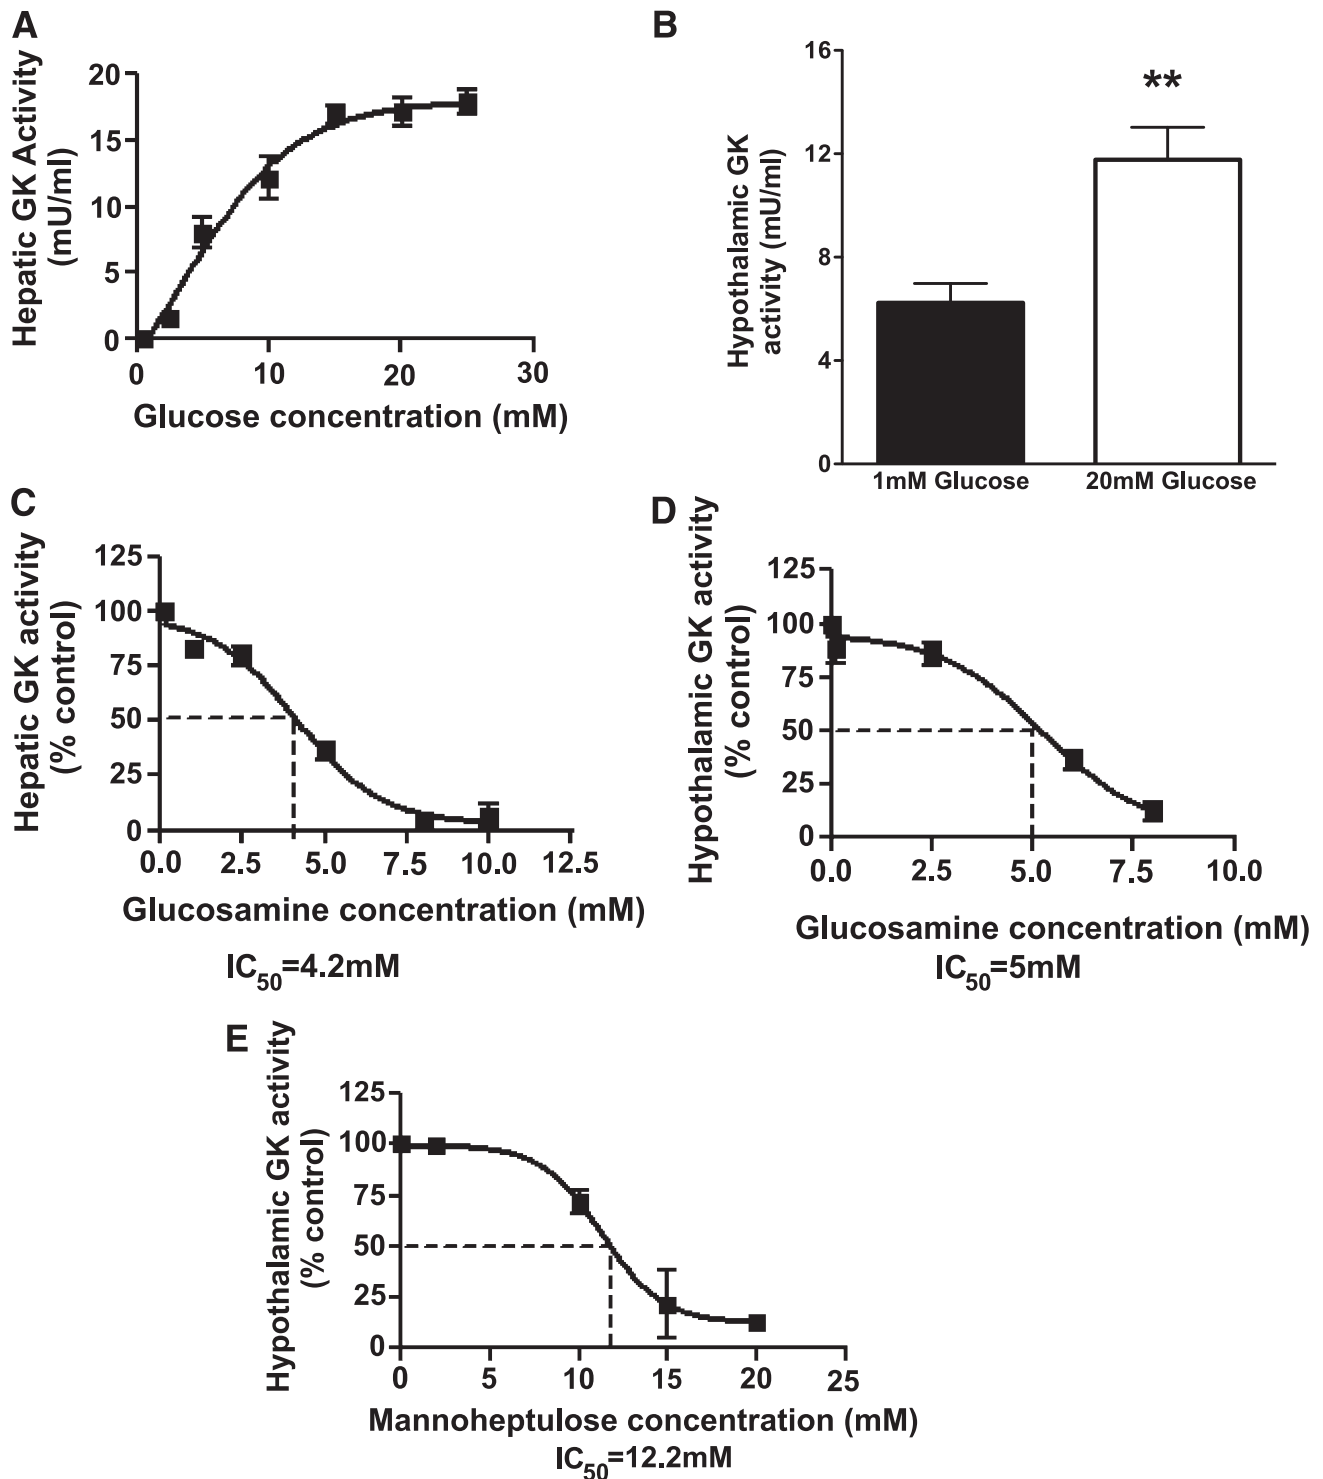 A
Hepatic GK Activity
(mU/ml)
20
15
10
5
0
0 10 20 30
Glucose concentration (mM)
B
Hypothalamic GK
activity (mU/ml)
16
12
8
4
0
**
1mM Glucose 20mM Glucose
C
Hepatic GK activity
(% control)
125
100
75
50
25
0
0.0 2.5 5.0 7.5 10.0 12.5
Glucosamine concentration (mM)
IC50=4.2mM
D
Hypothalamic GK activity
(% control)
125
100
75
50
25
0
0.0 2.5 5.0 7.5 10.0
Glucosamine concentration (mM)
IC50=5mM
E
Hypothalamic GK activity
(% control)
125
100
75
50
25
0
0 5 10 15 20 25
Mannoheptulose concentration (mM)
IC50=12.2mM